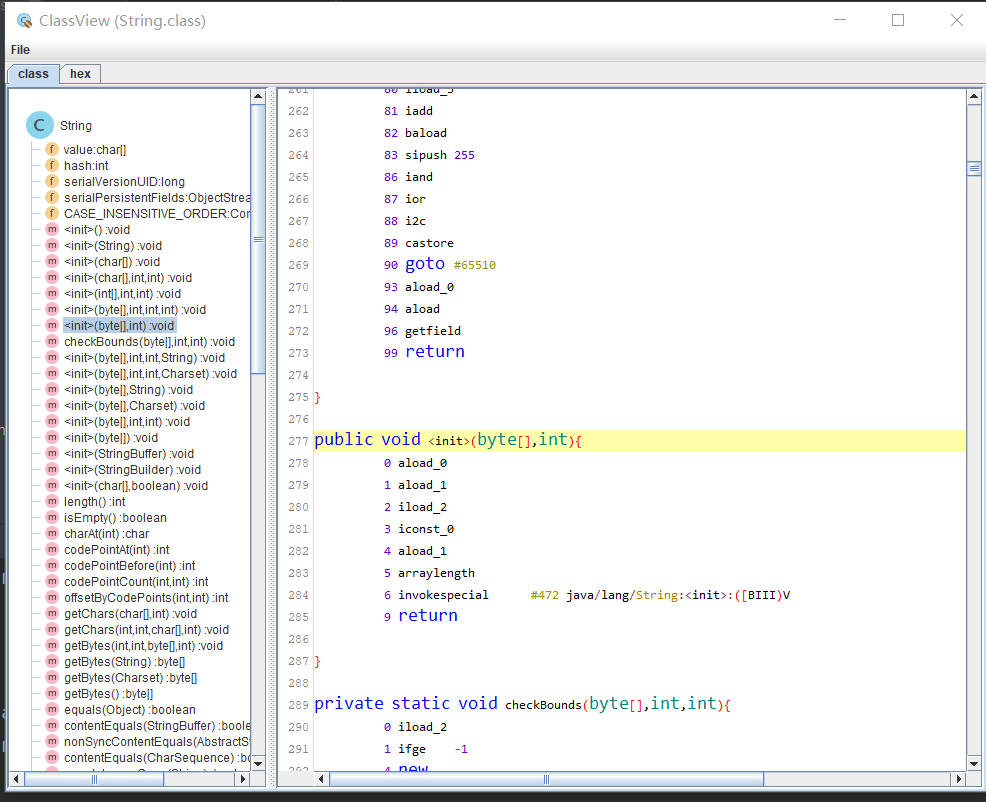 ClassView (String.class)
File
class hex
String
value:char[]
hash:int
serialVersionUID:long
serialPersistentFields:ObjectStrea
CASE_INSENSITIVE_ORDER:Cor
<init>():void
<init>(String):void
<init>(char[]):void
<init>(char[],int,int):void
<init>(int[],int,int):void
<init>(byte[],int,int,int):void
<init>(byte[],int):void
checkBounds(byte[],int,int):void
<init>(byte[],int,int,String):void
<init>(byte[],int,int,Charset):void
<init>(byte[],String):void
<init>(byte[],Charset):void
<init>(byte[],int,int):void
<init>(byte[]):void
<init>(StringBuffer):void
<init>(StringBuilder):void
<init>(char[],boolean):void
length():int
isEmpty():boolean
charAt(int):char
codePointAt(int):int
codePointBefore(int):int
codePointCount(int,int):int
offsetByCodePoints(int,int):int
getChars(char[],int):void
getChars(int,int,char[],int):void
getBytes(int,int,byte[],int):void
getBytes(String):byte[]
getBytes(Charset):byte[]
getBytes():byte[]
equals(Object):boolean
contentEquals(StringBuffer):boole
nonSyncContentEquals(AbstractS
contentEquals(CharSequence):bo
261 80 iload_5
262 81 iadd
263 82 baload
264 83 sipush 255
265 86 iand
266 87 ior
267 88 i2c
268 89 castore
269 90 goto #65510
270 93 aload_0
271 94 aload
272 96 getfield
273 99 return
274
275 }
276
277 public void <init>(byte[],int){
278 0 aload_0
279 1 aload_1
280 2 iload_2
281 3 iconst_0
282 4 aload_1
283 5 arraylength
284 6 invokespecial #472 java/lang/String:<init>:([BIII)V
285 9 return
286
287 }
288
289 private static void checkBounds(byte[],int,int){
290 0 iload_2
291 1 ifge -1
292 4 new